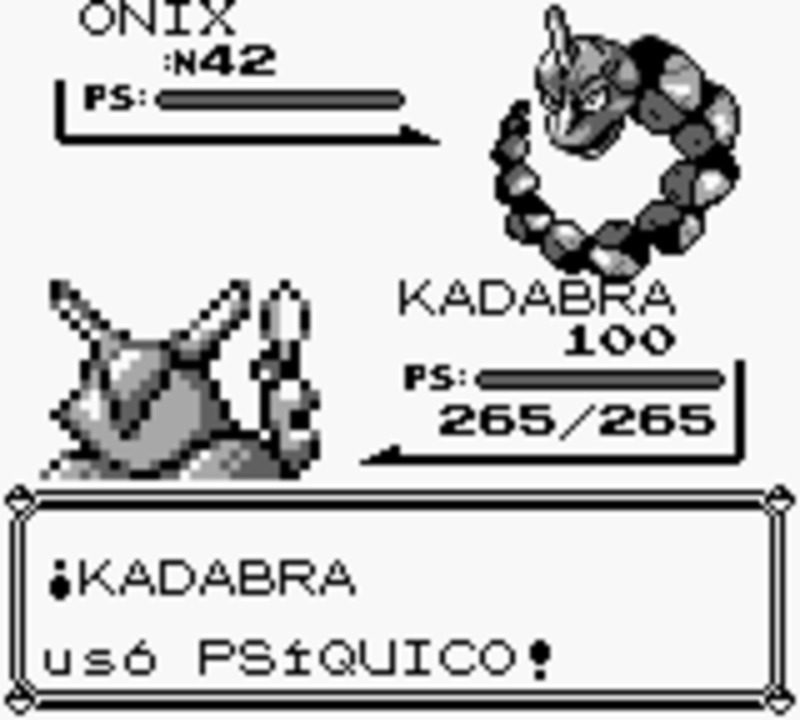 ONIX
:N42
PS:
KADABRA
100
PS:
265/265
¡KADABRA
usó PSíQUICO!